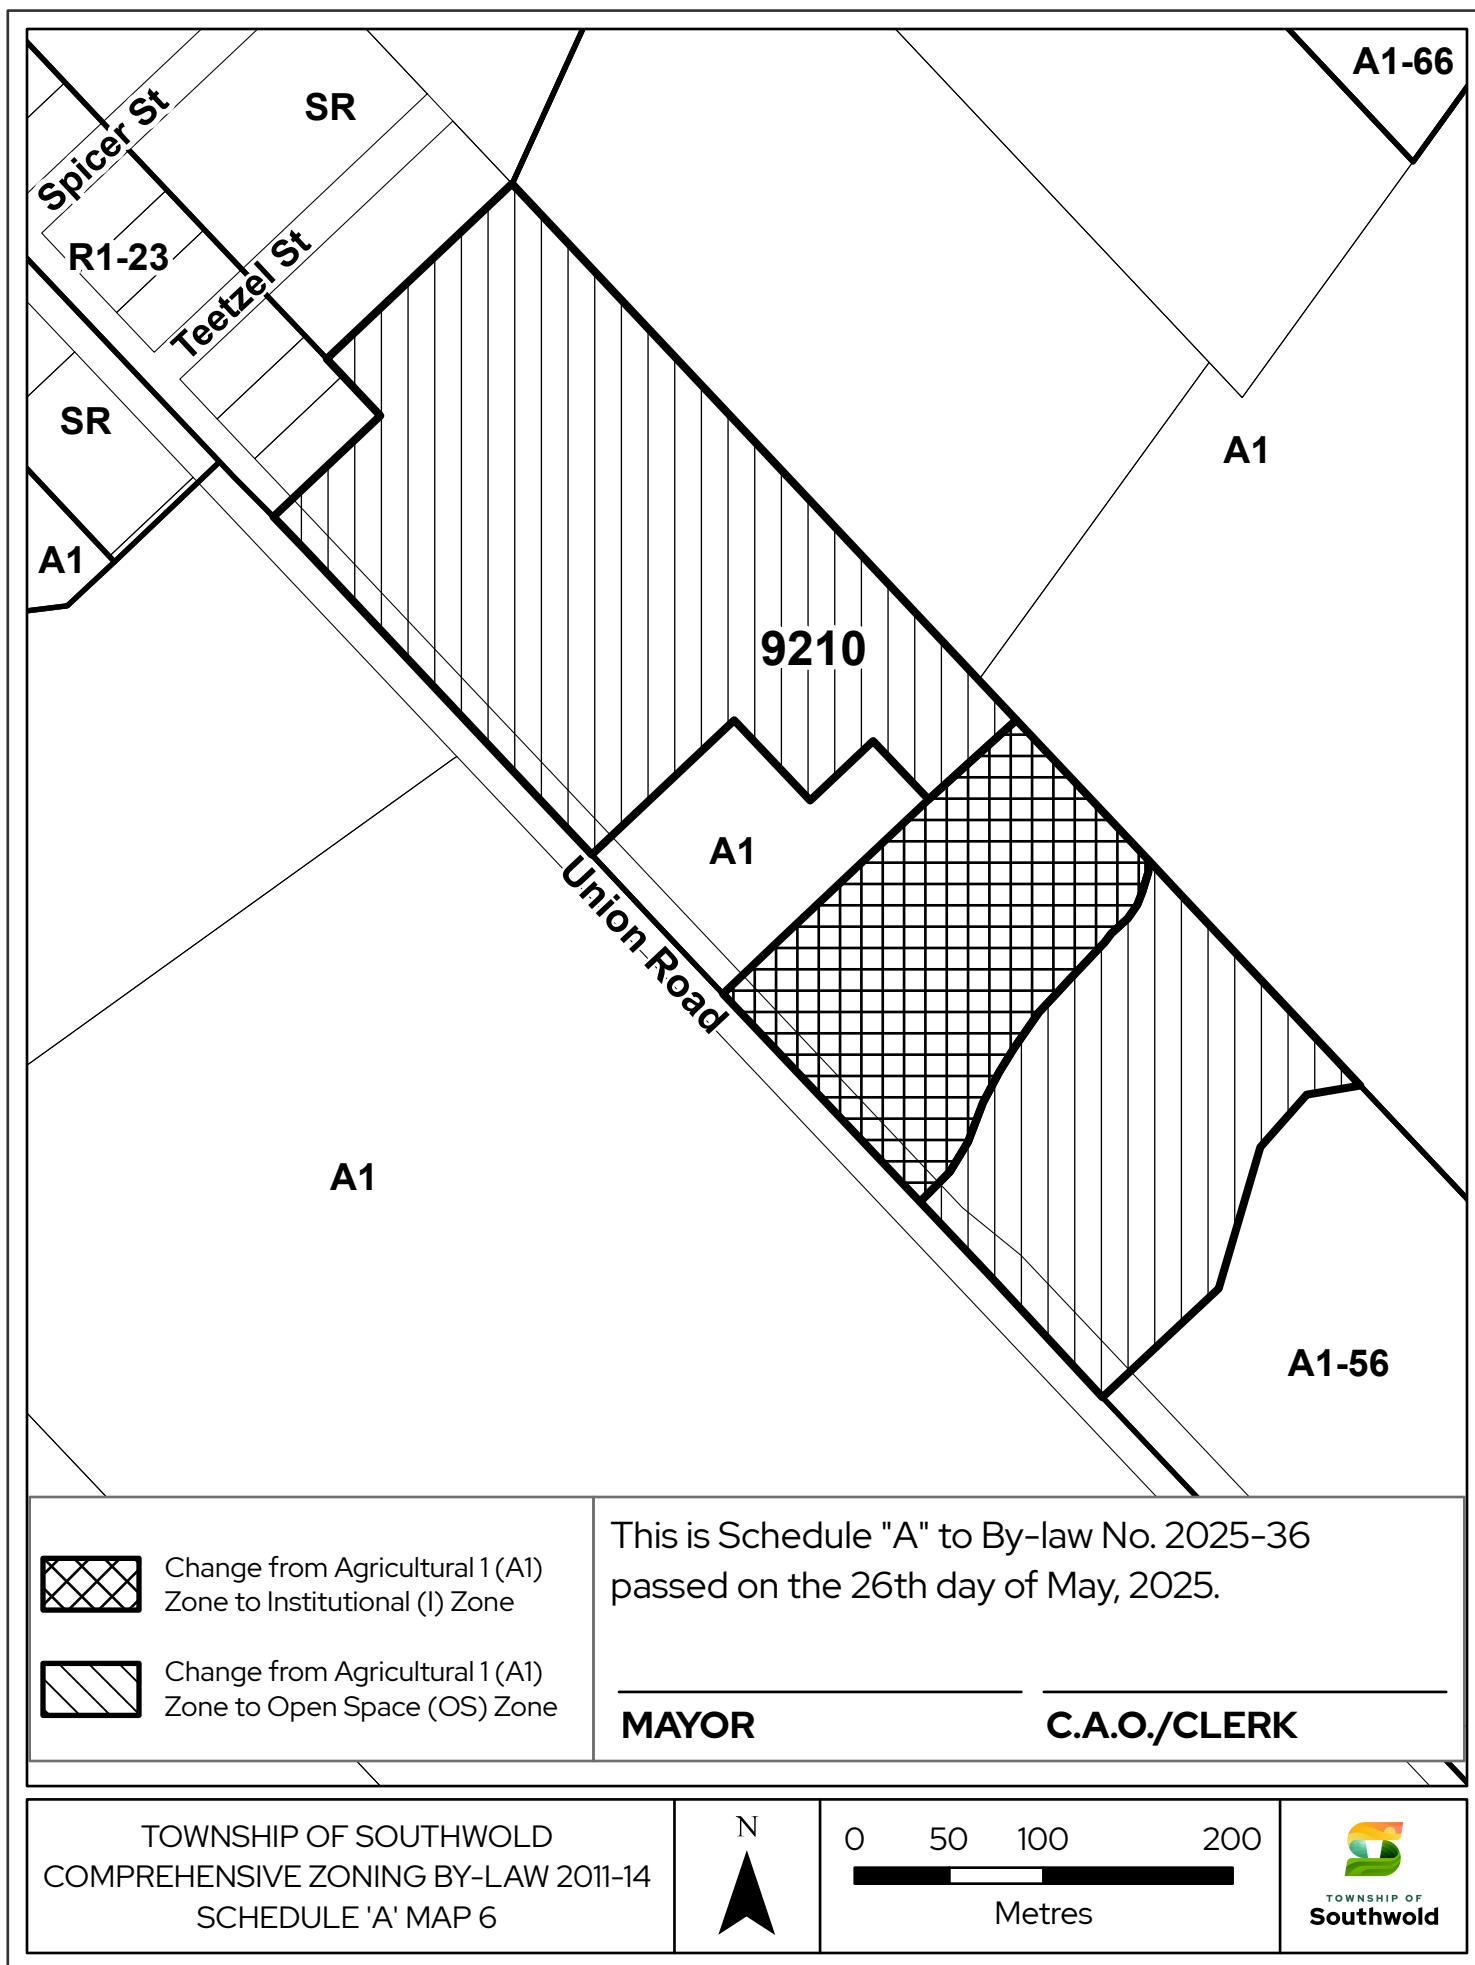 A1-66
SR
Spicer St
R1-23
Teetzel St
SR
A1
A1
9210
A1
Union Road
A1
A1-56
Change from Agricultural 1 (A1)
Zone to Institutional (I) Zone
Change from Agricultural 1 (A1)
Zone to Open Space (OS) Zone
This is Schedule "A" to By-law No. 2025-36
passed on the 26th day of May, 2025.
MAYOR
C.A.O./CLERK
TOWNSHIP OF SOUTHWOLD
COMPREHENSIVE ZONING BY-LAW 2011-14
SCHEDULE 'A' MAP 6
N
0 50 100 200
Metres
TOWNSHIP OF
Southwold